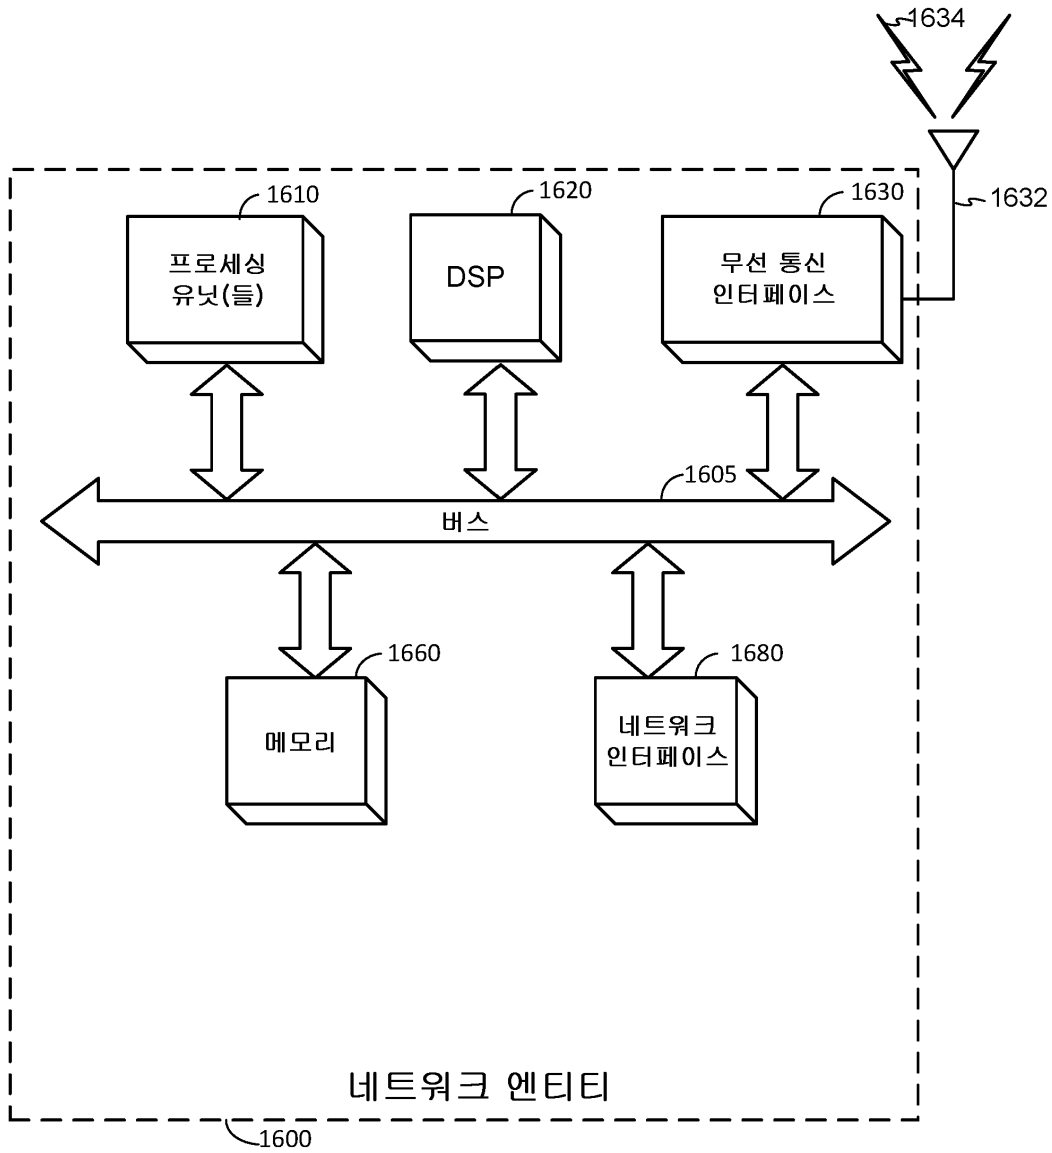 1634
1632
1610
프로세싱
유닛(들)
1620
DSP
1630
무선 통신
인터페이스
1605
버스
1660
메모리
1680
네트워크
인터페이스
네트워크 엔티티
1600